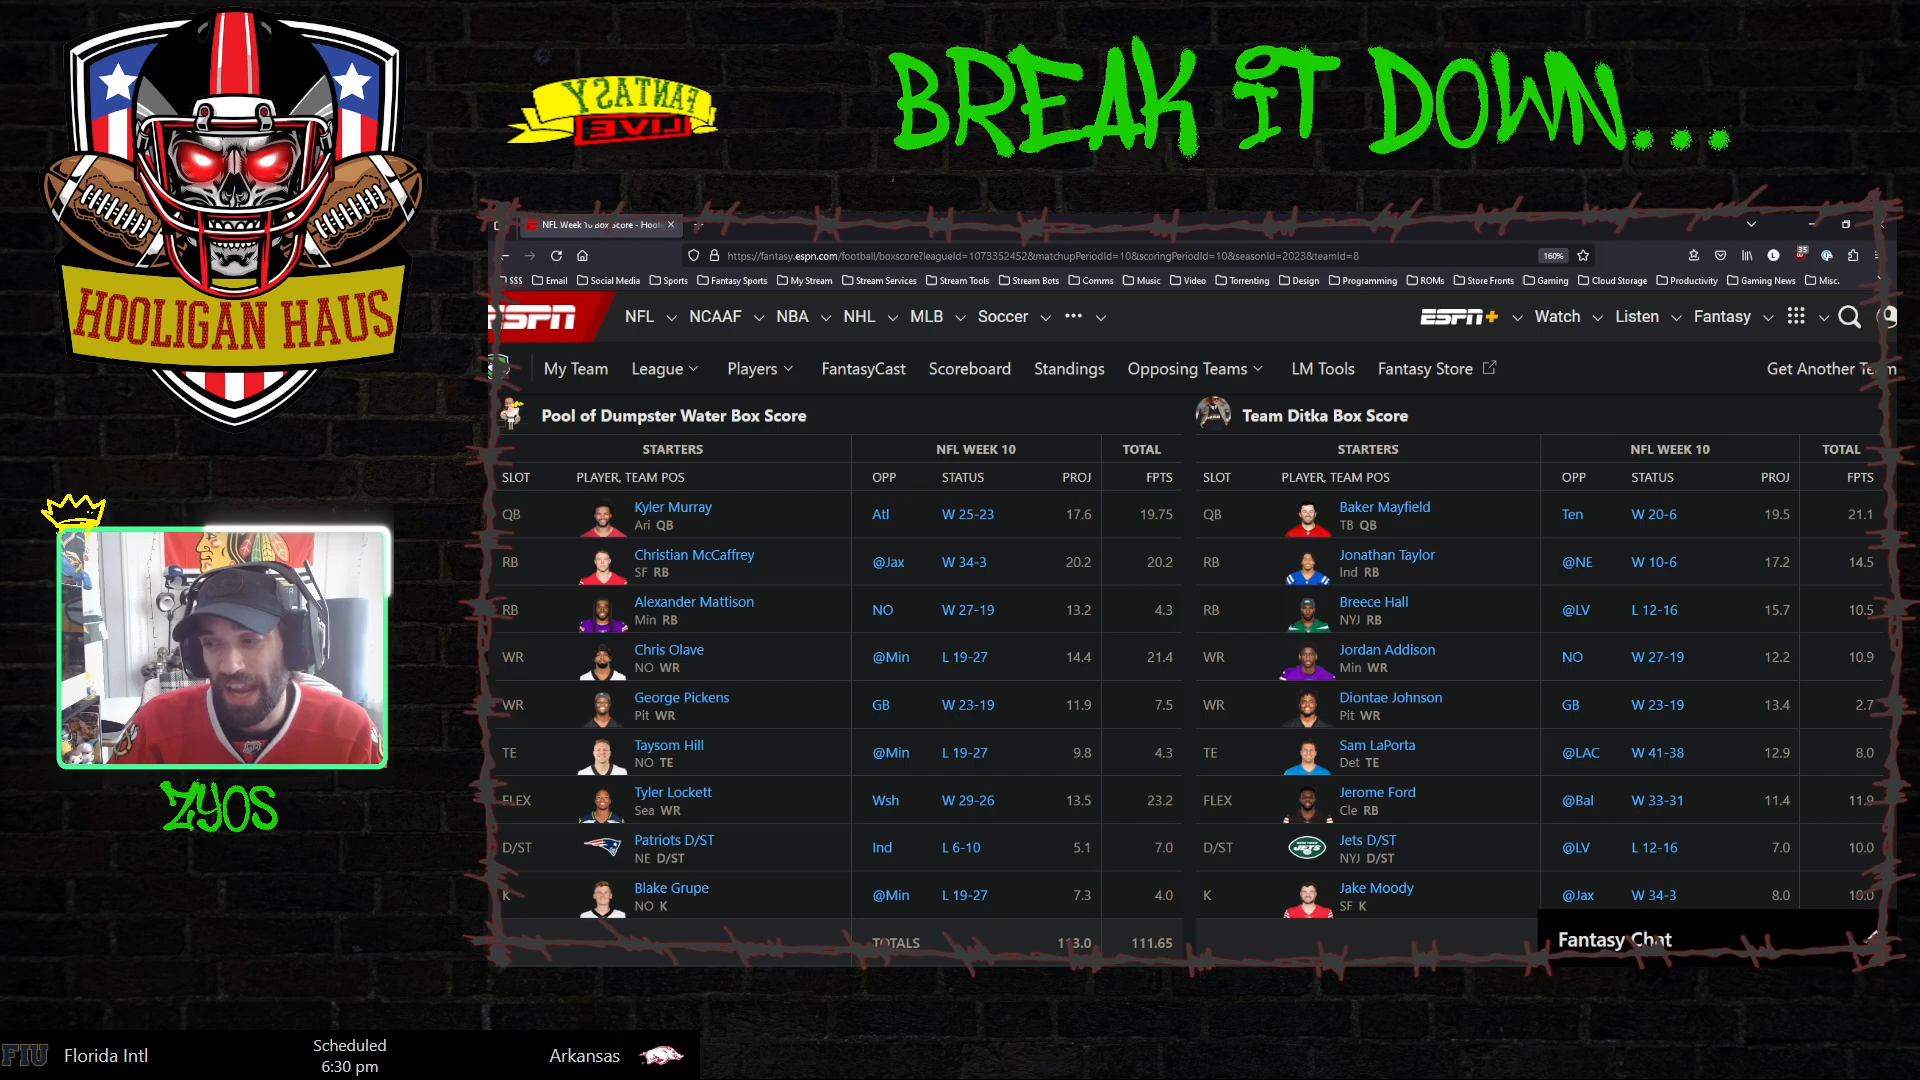 BREAK IT DOWN...
FANTASY
LIVE
HOOLIGAN HAUS
NFL Week 10 Box Score - Hooli
https://fantasy.espn.com/football/boxscore?leagueId=1073352452&matchupPeriodId=10&scoringPeriodId=10&seasonId=2023&teamId=8
160%
35
$$$ Email Social Media Sports Fantasy Sports My Stream Stream Services Stream Tools Stream Bots Comms Music Video Torrenting Design Programming ROMs Store Fronts Gaming Cloud Storage Productivity Gaming News Misc.
ESPN NFL NCAAF NBA NHL MLB Soccer ••• ESPN+ Watch Listen Fantasy
My Team League Players FantasyCast Scoreboard Standings Opposing Teams LM Tools Fantasy Store Get Another Team
Pool of Dumpster Water Box Score
STARTERS NFL WEEK 10 TOTAL
SLOT PLAYER, TEAM POS OPP STATUS PROJ FPTS
QB Kyler Murray Ari QB Atl W 25-23 17.6 19.75
RB Christian McCaffrey SF RB @Jax W 34-3 20.2 20.2
RB Alexander Mattison Min RB NO W 27-19 13.2 4.3
WR Chris Olave NO WR @Min L 19-27 14.4 21.4
WR George Pickens Pit WR GB W 23-19 11.9 7.5
TE Taysom Hill NO TE @Min L 19-27 9.8 4.3
FLEX Tyler Lockett Sea WR Wsh W 29-26 13.5 23.2
D/ST Patriots D/ST NE D/ST Ind L 6-10 5.1 7.0
K Blake Grupe NO K @Min L 19-27 7.3 4.0
TOTALS 113.0 111.65
Team Ditka Box Score
STARTERS NFL WEEK 10 TOTAL
SLOT PLAYER, TEAM POS OPP STATUS PROJ FPTS
QB Baker Mayfield TB QB Ten W 20-6 19.5 21.1
RB Jonathan Taylor Ind RB @NE W 10-6 17.2 14.5
RB Breece Hall NYJ RB @LV L 12-16 15.7 10.5
WR Jordan Addison Min WR NO W 27-19 12.2 10.9
WR Diontae Johnson Pit WR GB W 23-19 13.4 2.7
TE Sam LaPorta Det TE @LAC W 41-38 12.9 8.0
FLEX Jerome Ford Cle RB @Bal W 33-31 11.4 11.9
D/ST Jets D/ST NYJ D/ST @LV L 12-16 7.0 10.0
K Jake Moody SF K @Jax W 34-3 8.0 10.0
Fantasy Chat
ZYOS
FIU Florida Intl Scheduled Arkansas
6:30 pm